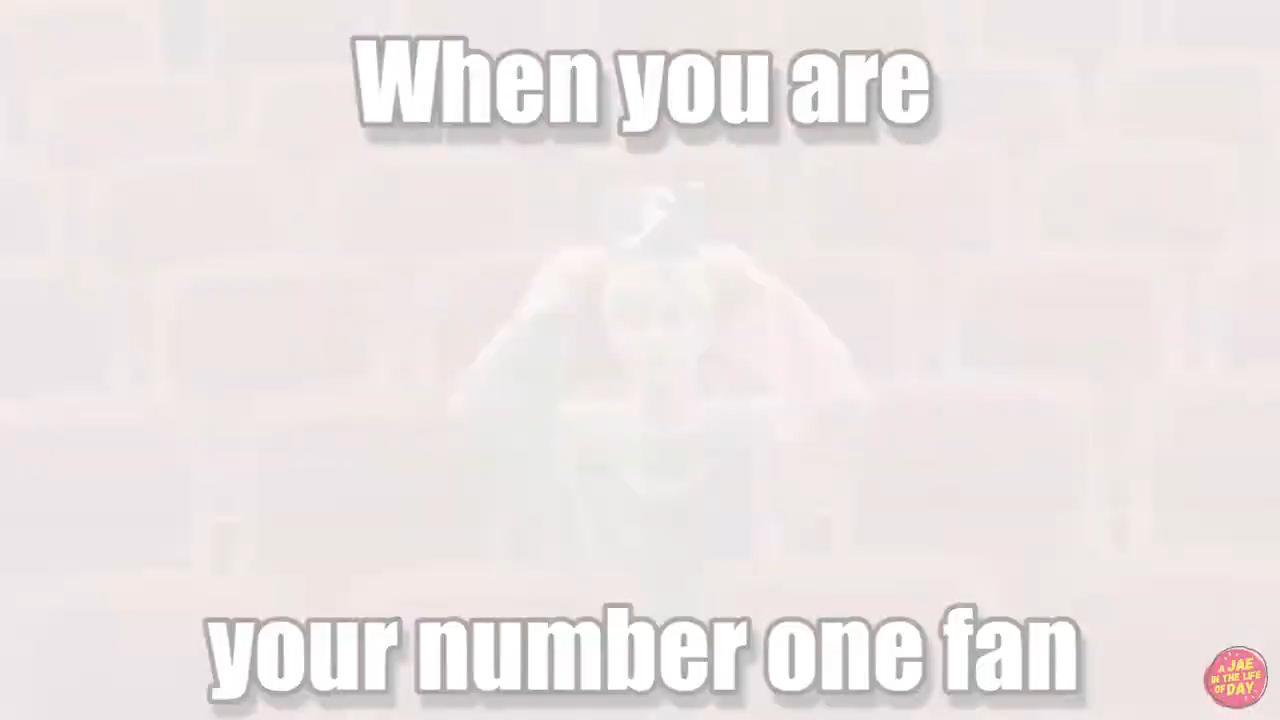 When you are
your number one fan
A JAE
IN THE LIFE
OF DAY